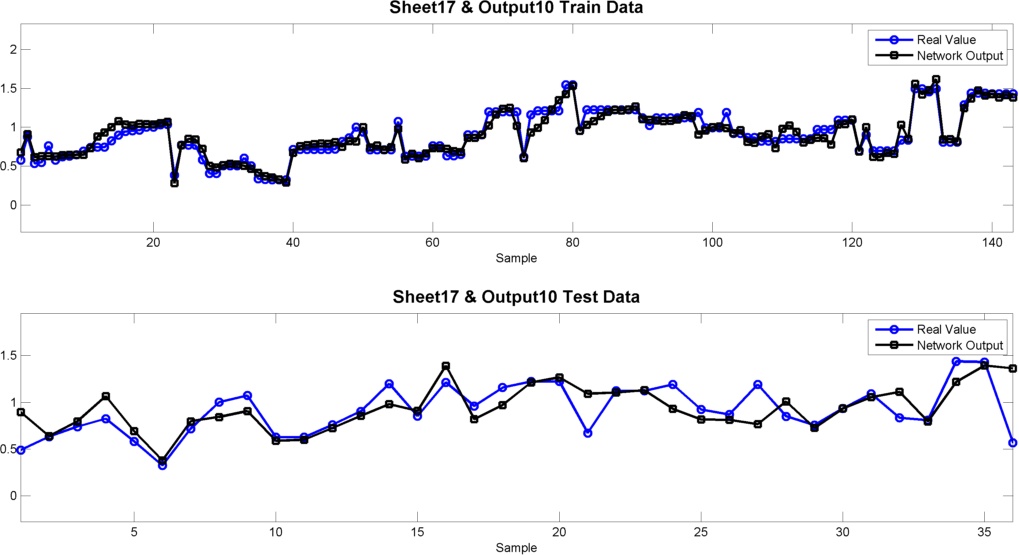 Sheet17 & Output10 Train Data
Real Value
Network Output
2
1.5
1
0.5
0
20 40 60 80 100 120 140
Sample
Sheet17 & Output10 Test Data
Real Value
Network Output
1.5
1
0.5
0
5 10 15 20 25 30 35
Sample